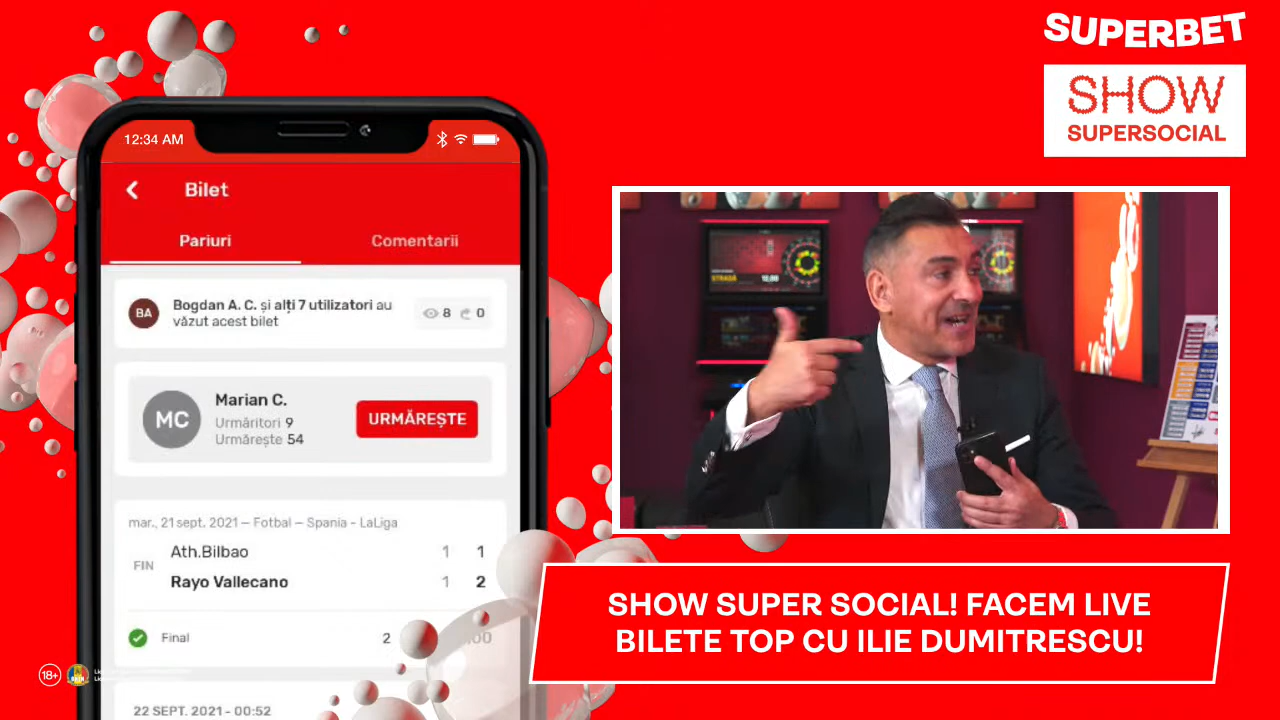 SUPERBET
SHOW
SUPERSOCIAL
12:34 AM
Bilet
Pariuri
Comentarii
BA
Bogdan A. C. și alți 7 utilizatori au
văzut acest bilet
8
0
MC
Marian C.
Urmăritori 9
Urmărește 54
URMĂREȘTE
mar., 21 sept. 2021 — Fotbal — Spania - LaLiga
FIN
Ath.Bilbao
1 1
Rayo Vallecano
1 2
Final
2
22 SEPT. 2021 - 00:52
18+
SHOW SUPER SOCIAL! FACEM LIVE
BILETE TOP CU ILIE DUMITRESCU!